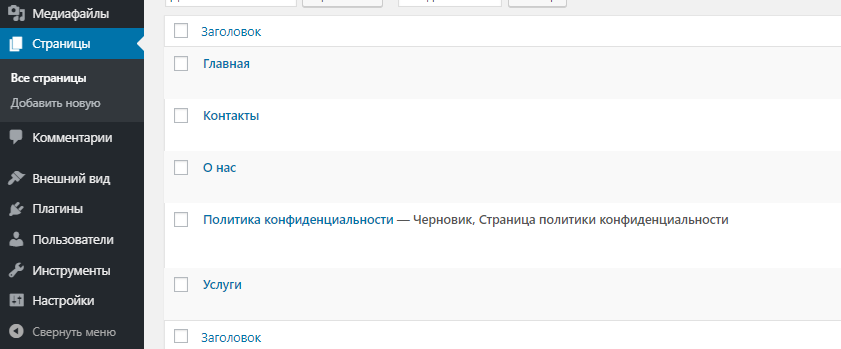 Медиафайлы
Страницы
Все страницы
Добавить новую
Комментарии
Внешний вид
Плагины
Пользователи
Инструменты
Настройки
Свернуть меню
Заголовок
Главная
Контакты
О нас
Политика конфиденциальности — Черновик, Страница политики конфиденциальности
Услуги
Заголовок